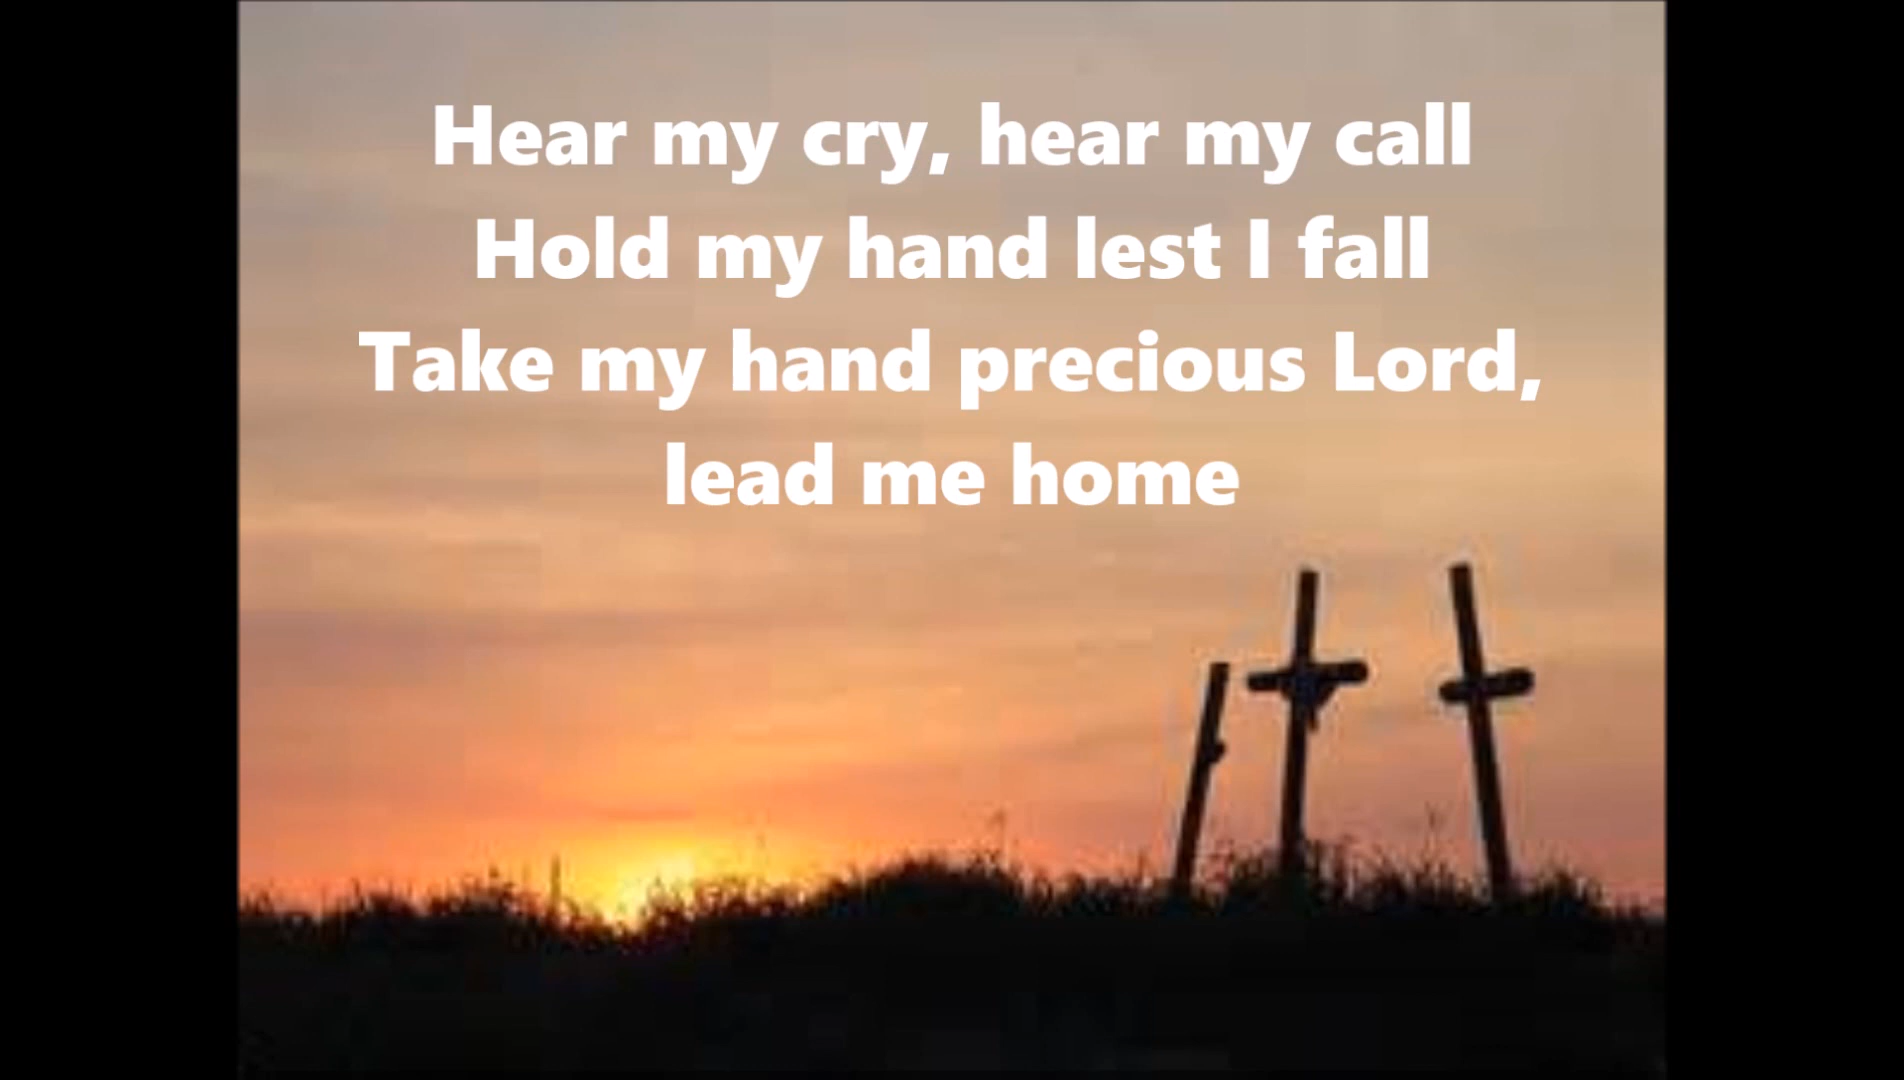 Hear my cry, hear my call
Hold my hand lest I fall
Take my hand precious Lord,
lead me home